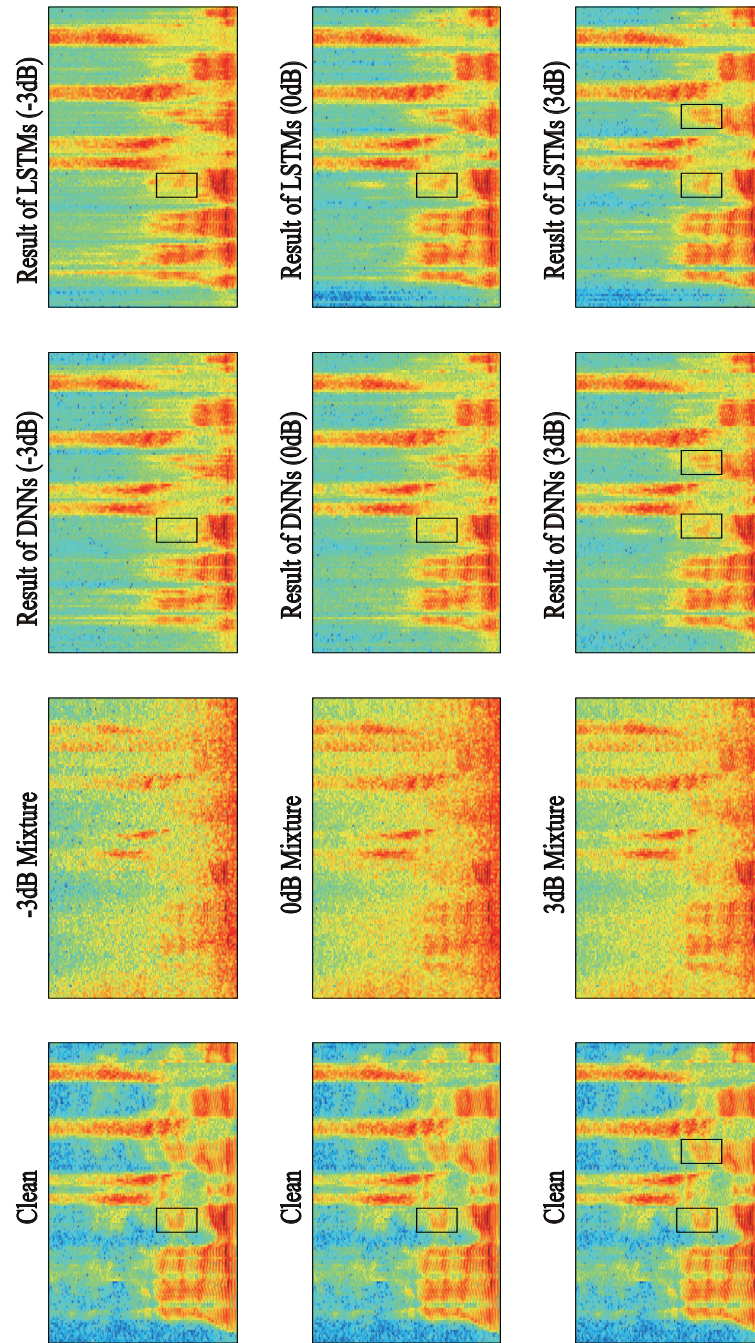 Clean
-3dB Mixture
Result of DNNs (-3dB)
Result of LSTMs (-3dB)
Clean
0dB Mixture
Result of DNNs (0dB)
Result of LSTMs (0dB)
Clean
3dB Mixture
Result of DNNs (3dB)
Reuslt of LSTMs (3dB)